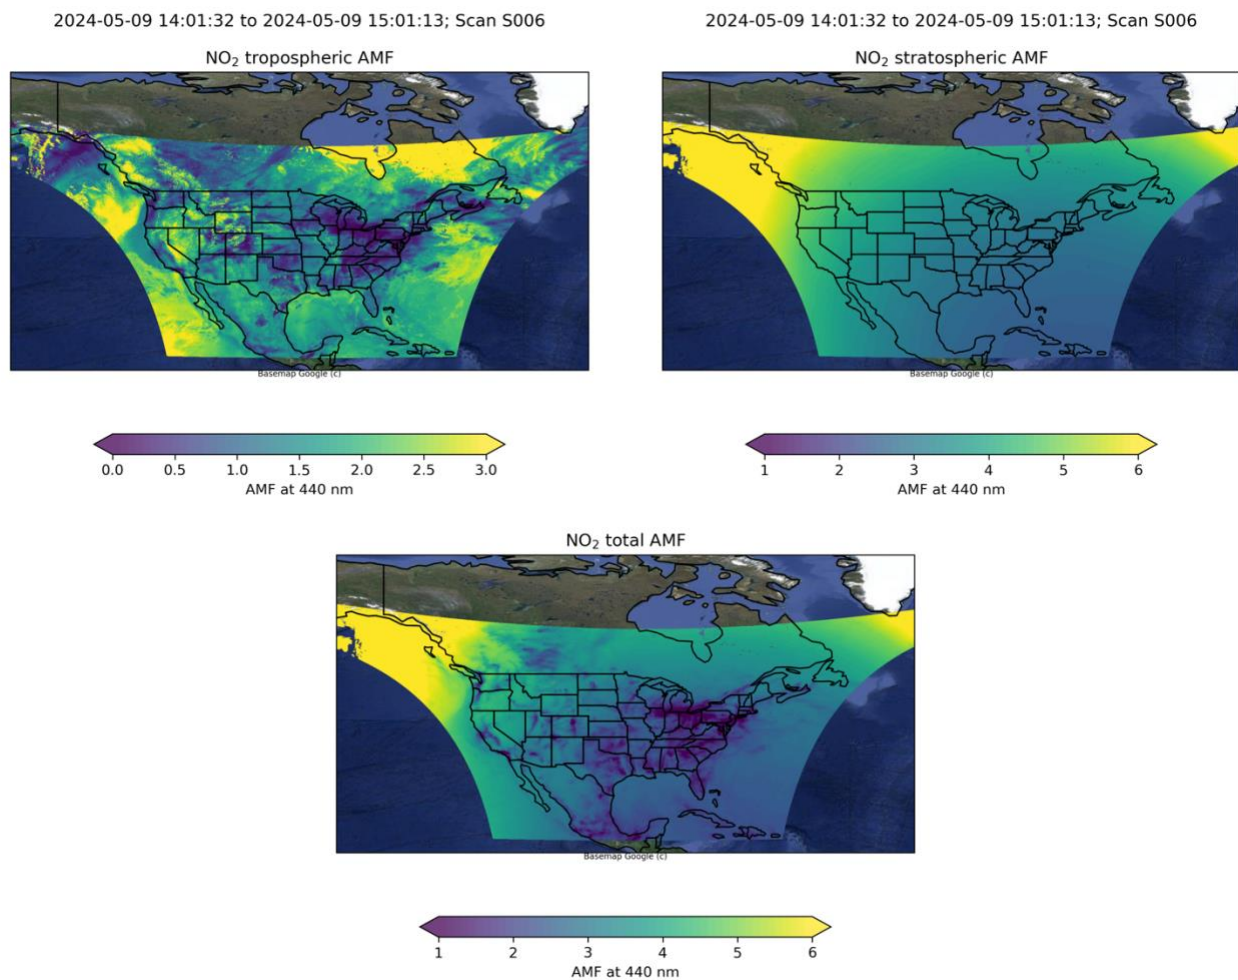 2024-05-09 14:01:32 to 2024-05-09 15:01:13; Scan S006
NO₂ tropospheric AMF
Basemap Google (c)
0.0 0.5 1.0 1.5 2.0 2.5 3.0
AMF at 440 nm
2024-05-09 14:01:32 to 2024-05-09 15:01:13; Scan S006
NO₂ stratospheric AMF
Basemap Google (c)
1 2 3 4 5 6
AMF at 440 nm
NO₂ total AMF
Basemap Google (c)
1 2 3 4 5 6
AMF at 440 nm